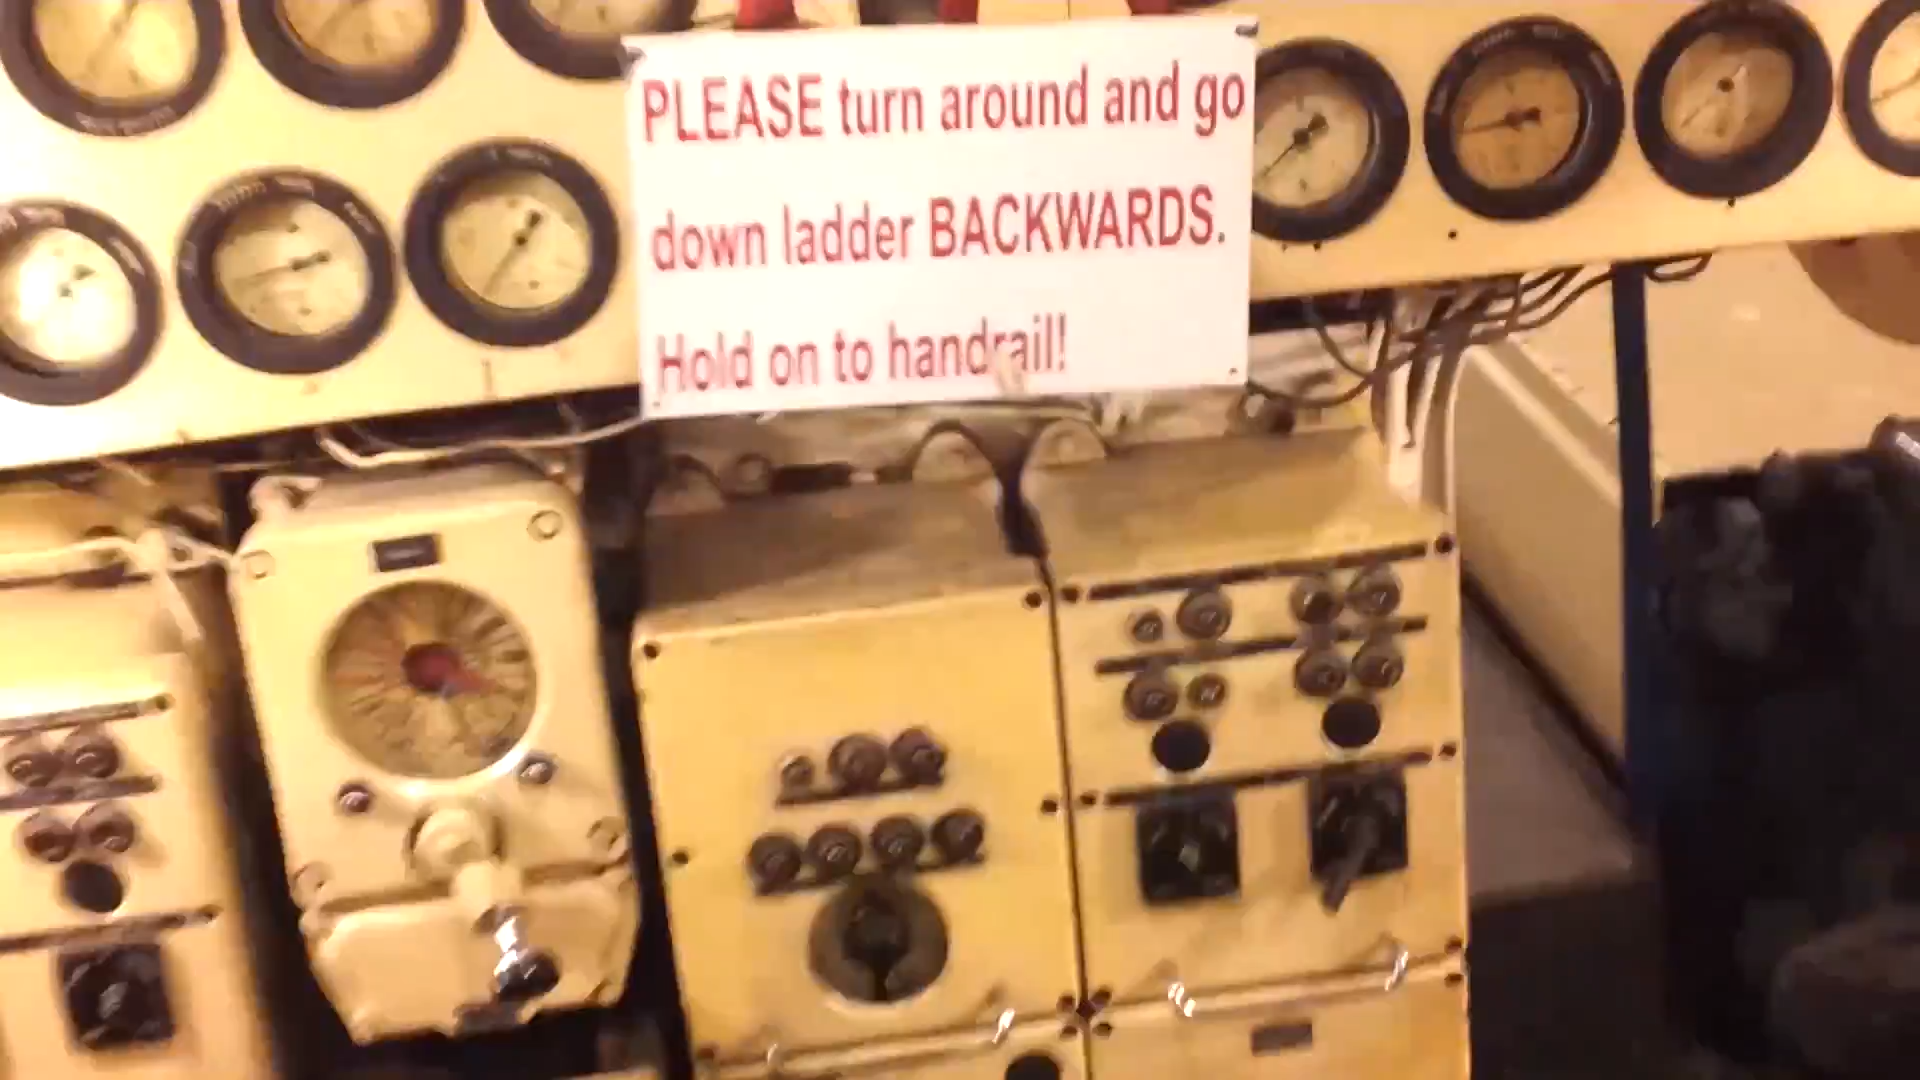 PLEASE turn around and go
down ladder BACKWARDS.
Hold on to handrail!